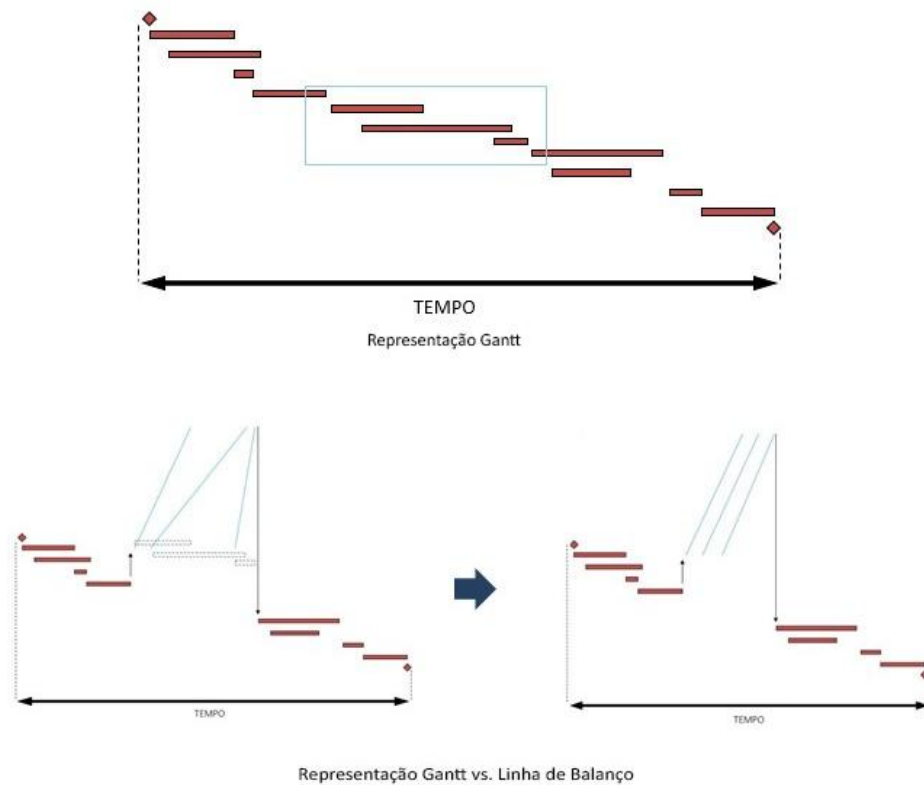 TEMPO
Representação Gantt
TEMPO
TEMPO
Representação Gantt vs. Linha de Balanço